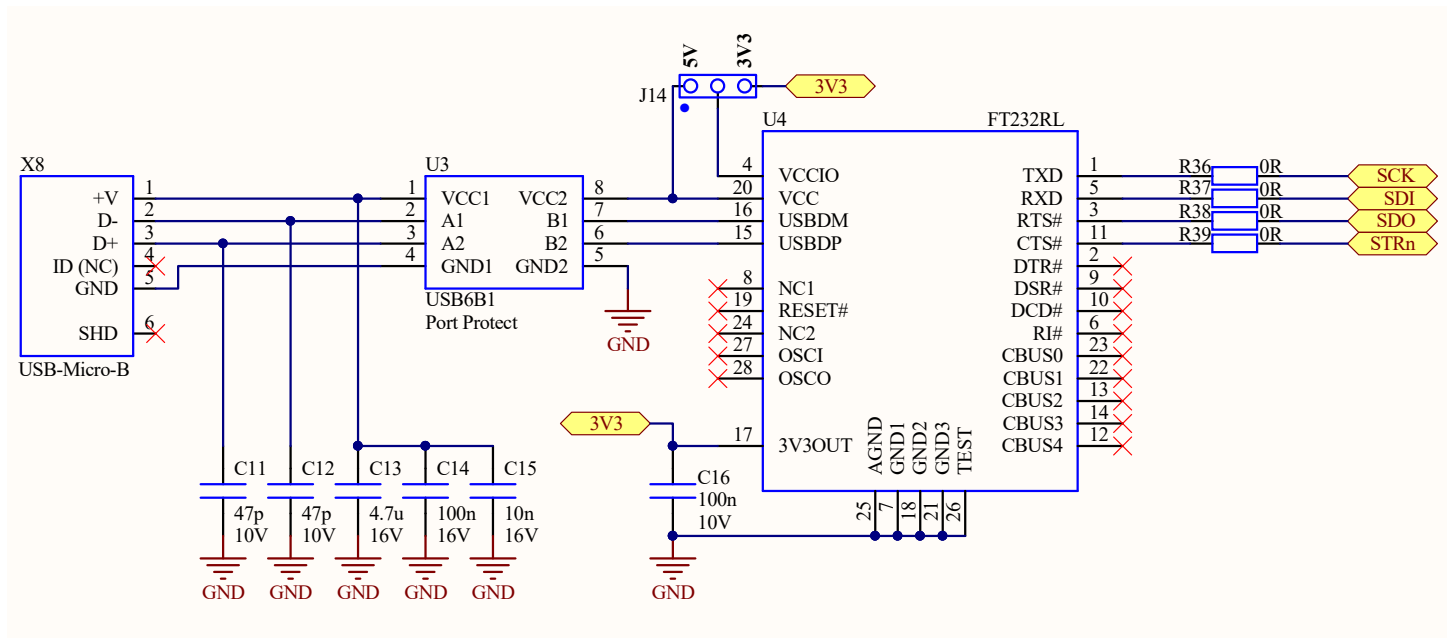 5V
3V3
J14
3V3
U4
FT232RL
X8
+V
1
D-
2
D+
3
ID (NC)
4
GND
5
SHD
6
USB-Micro-B
U3
1
VCC1
VCC2
8
2
A1
B1
7
3
A2
B2
6
4
GND1
GND2
5
USB6B1
Port Protect
GND
4
VCCIO
20
VCC
16
USBDM
15
USBDP
8
NC1
19
RESET#
24
NC2
27
OSCI
28
OSCO
17
3V3OUT
TXD
1
R36
0R
SCK
RXD
5
R37
0R
SDI
RTS#
3
R38
0R
SDO
CTS#
11
R39
0R
STRn
DTR#
2
DSR#
9
DCD#
10
RI#
6
CBUS0
23
CBUS1
22
CBUS2
13
CBUS3
14
CBUS4
12
AGND
GND1
GND2
GND3
TEST
25
7
18
21
26
3V3
C16
100n
10V
GND
C11
47p
10V
GND
C12
47p
10V
GND
C13
4.7u
16V
GND
C14
100n
16V
GND
C15
10n
16V
GND